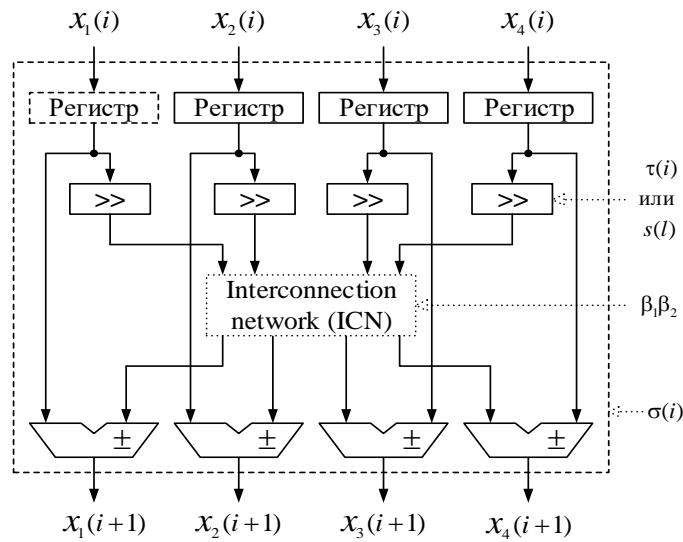 x₁(i) x₂(i) x₃(i) x₄(i)
Регистр Регистр Регистр Регистр
τ(i)
>> >> >> >> или
s(l)
Interconnection
network (ICN) β₁β₂
σ(i)
± ± ± ±
x₁(i+1) x₂(i+1) x₃(i+1) x₄(i+1)